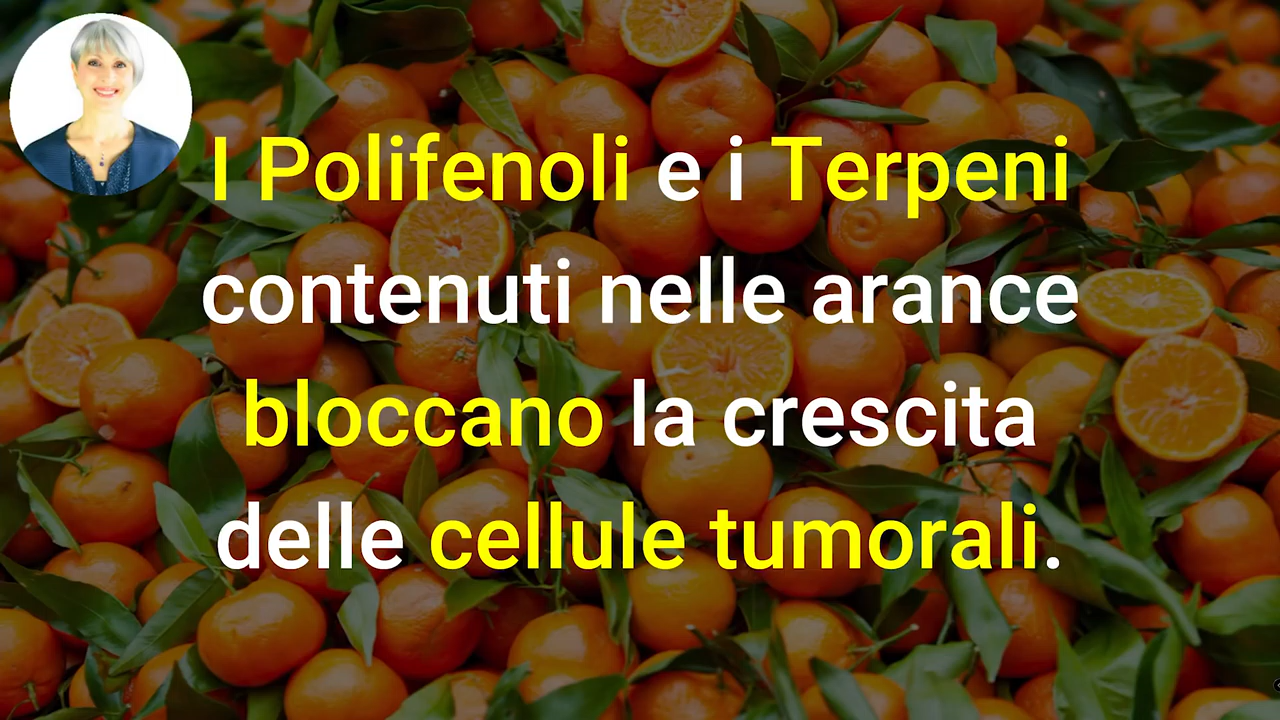 I Polifenoli e i Terpeni
contenuti nelle arance
bloccano la crescita
delle cellule tumorali.